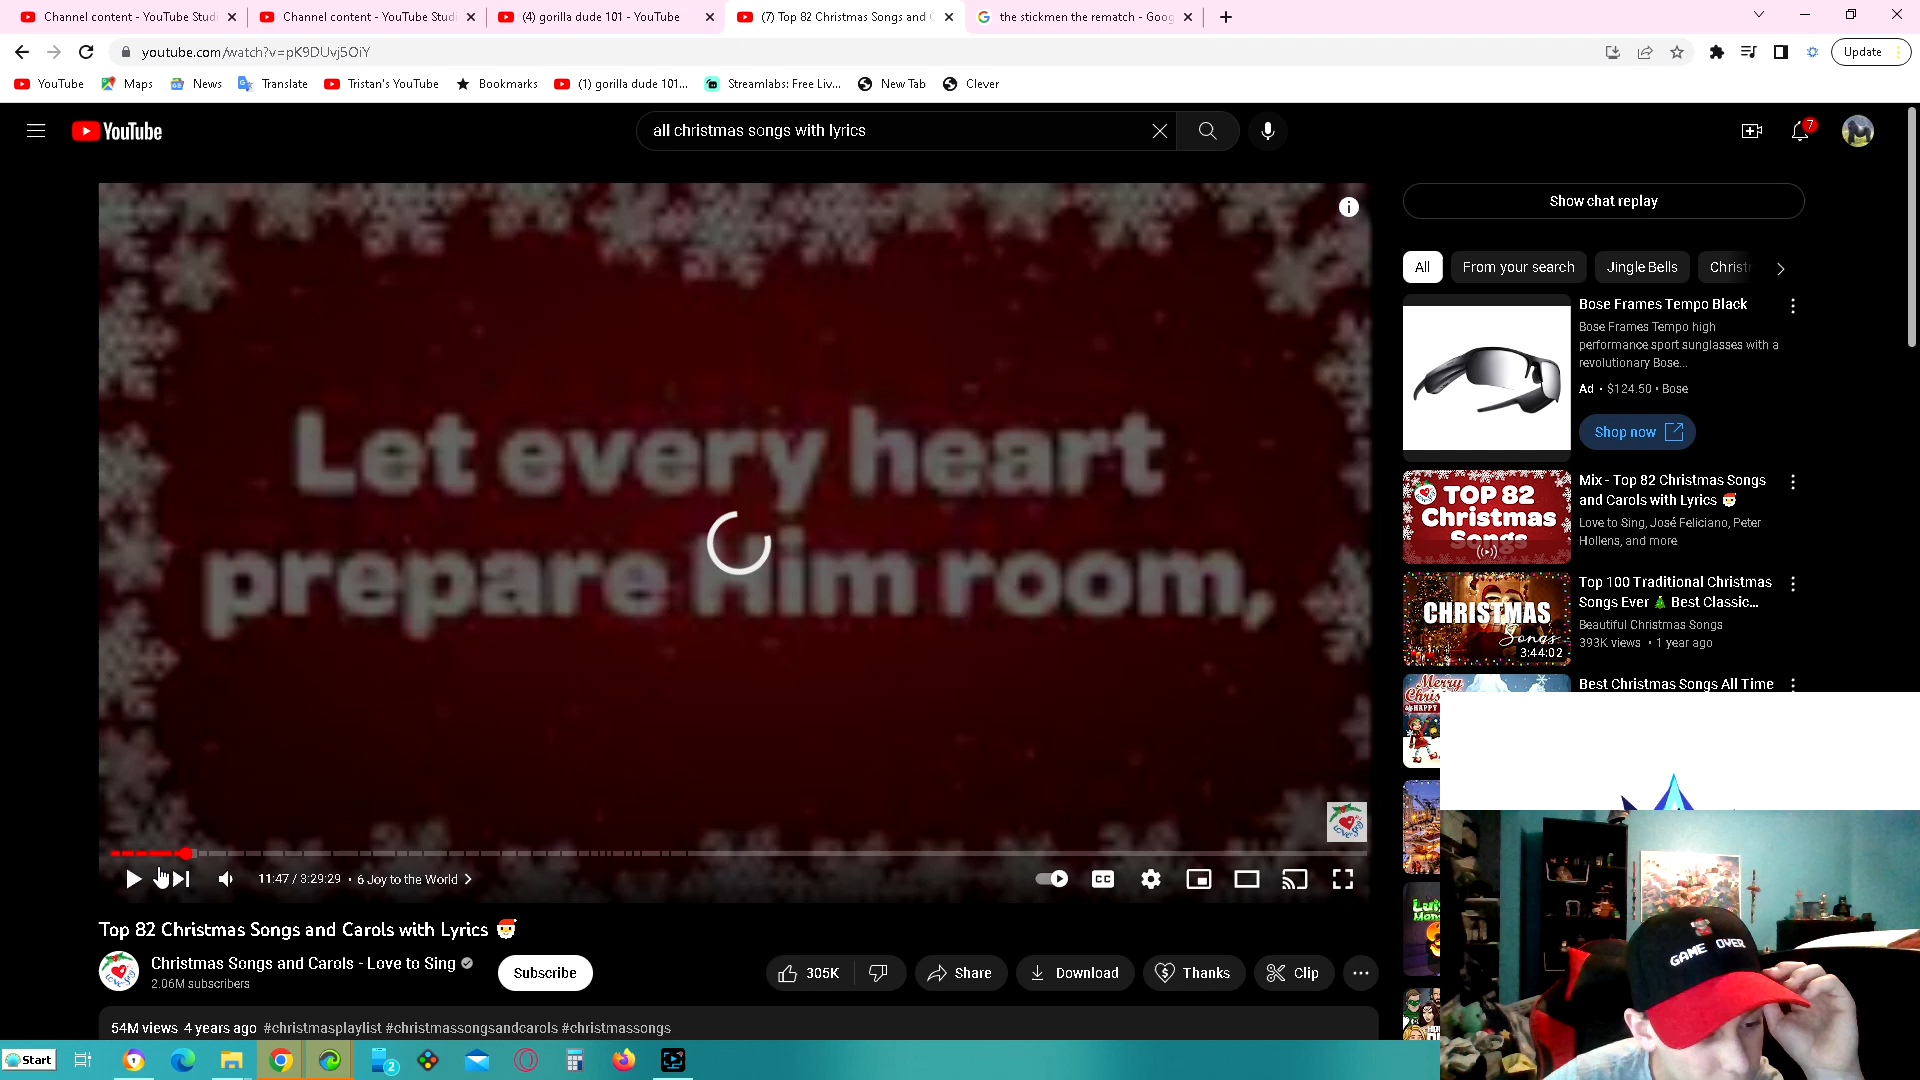 Channel content - YouTube Studi
Channel content - YouTube Studi
(4) gorilla dude 101 - YouTube
(7) Top 82 Christmas Songs and C
the stickmen the rematch - Goog
youtube.com/watch?v=pK9DUvj5OiY
Update
YouTube
Maps
News
Translate
Tristan's YouTube
Bookmarks
(1) gorilla dude 101...
Streamlabs: Free Liv...
New Tab
Clever
YouTube
all christmas songs with lyrics
7
Let every heart
prepare Him room,
11:47 / 3:29:29 • 6 Joy to the World
CC
Top 82 Christmas Songs and Carols with Lyrics
Christmas Songs and Carols - Love to Sing
2.06M subscribers
Subscribe
305K
Share
Download
Thanks
Clip
54M views 4 years ago #christmasplaylist #christmassongsandcarols #christmassongs
Show chat replay
All
From your search
Jingle Bells
Christ
Bose Frames Tempo Black
Bose Frames Tempo high
performance sport sunglasses with a
revolutionary Bose...
Ad • $124.50 • Bose
Shop now
TOP 82
Christmas
Songs
Mix - Top 82 Christmas Songs
and Carols with Lyrics
Love to Sing, José Feliciano, Peter
Hollens, and more
CHRISTMAS
Songs
3:44:02
Top 100 Traditional Christmas
Songs Ever Best Classic...
Beautiful Christmas Songs
393K views • 1 year ago
Merry
Best Christmas Songs All Time
GAME OVER
Start
2